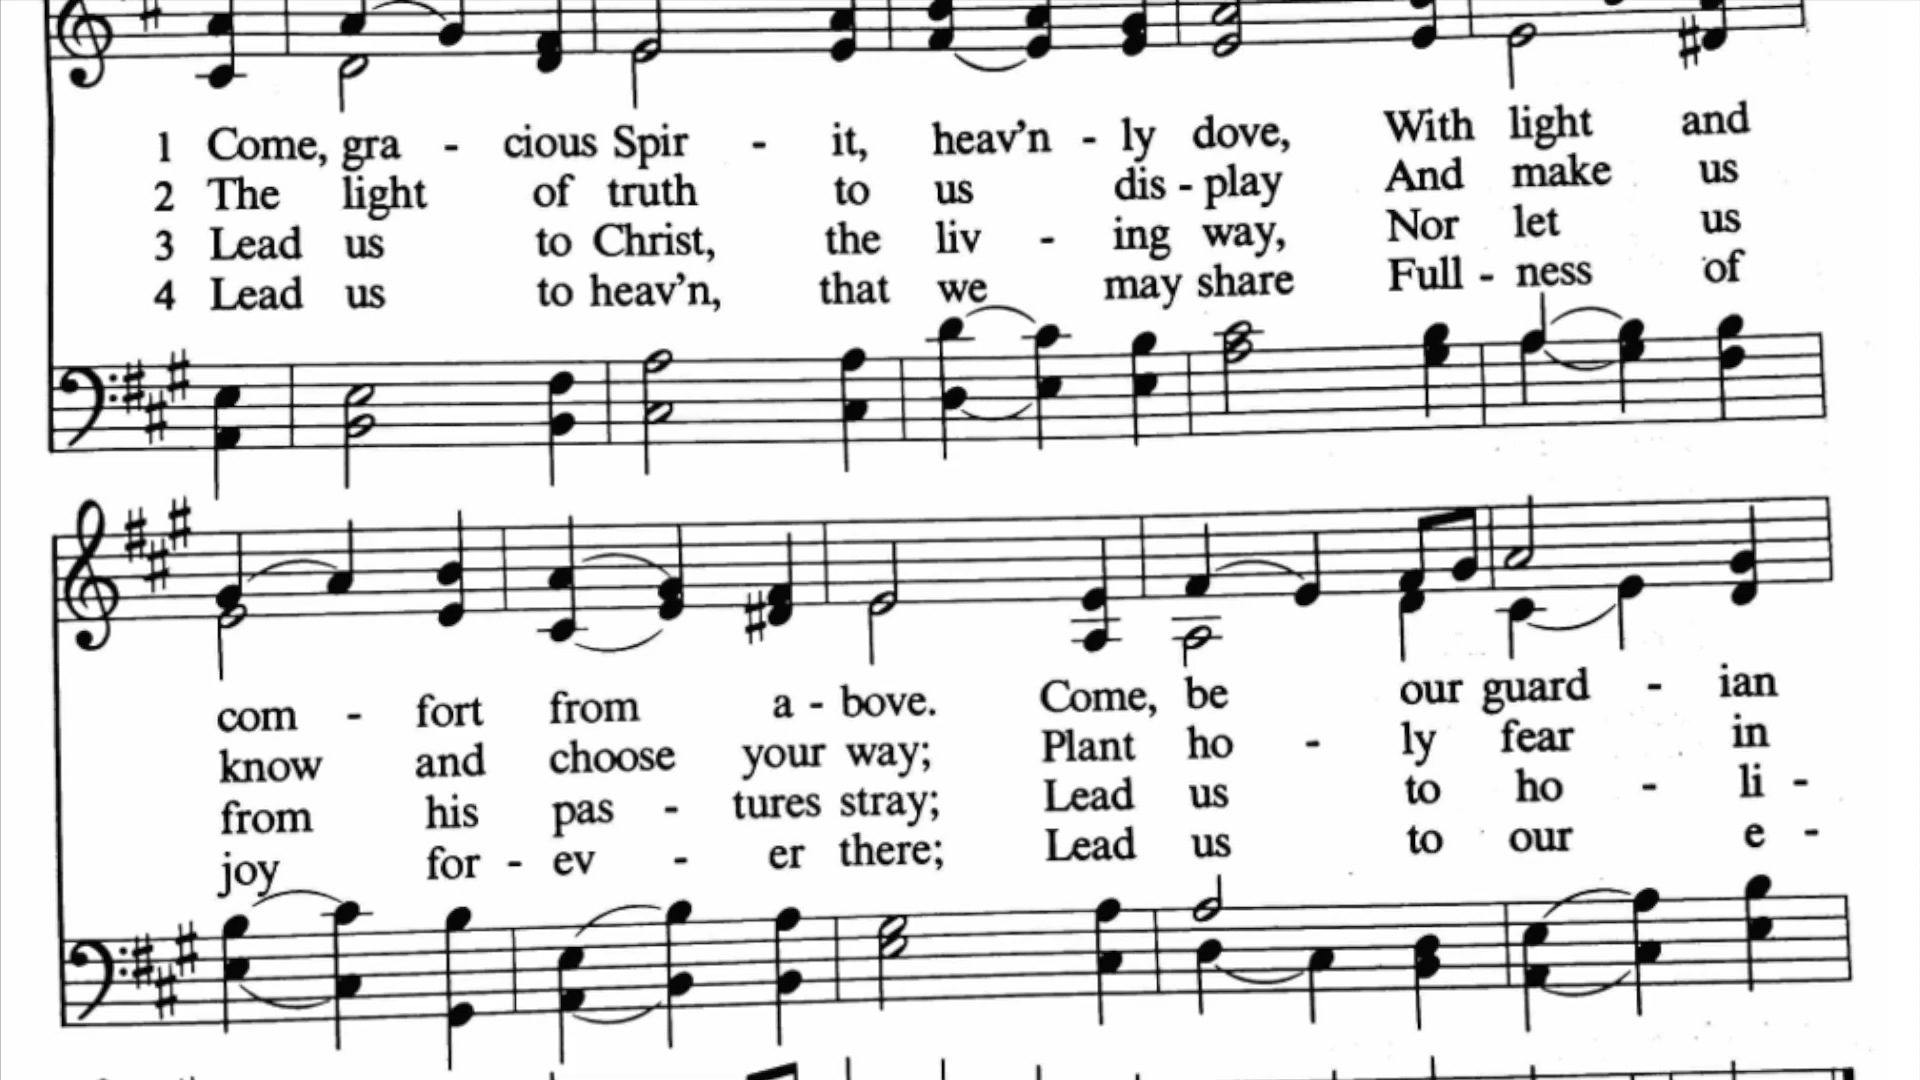 1 Come, gra - cious Spir - it, heav'n - ly dove, With light and
2 The light of truth to us dis - play And make us
3 Lead us to Christ, the liv - ing way, Nor let us
4 Lead us to heav'n, that we may share Full - ness of
com - fort from a - bove. Come, be our guard - ian
know and choose your way; Plant ho - ly fear in
from his pas - tures stray; Lead us to ho - li -
joy for - ev - er there; Lead us to our e -